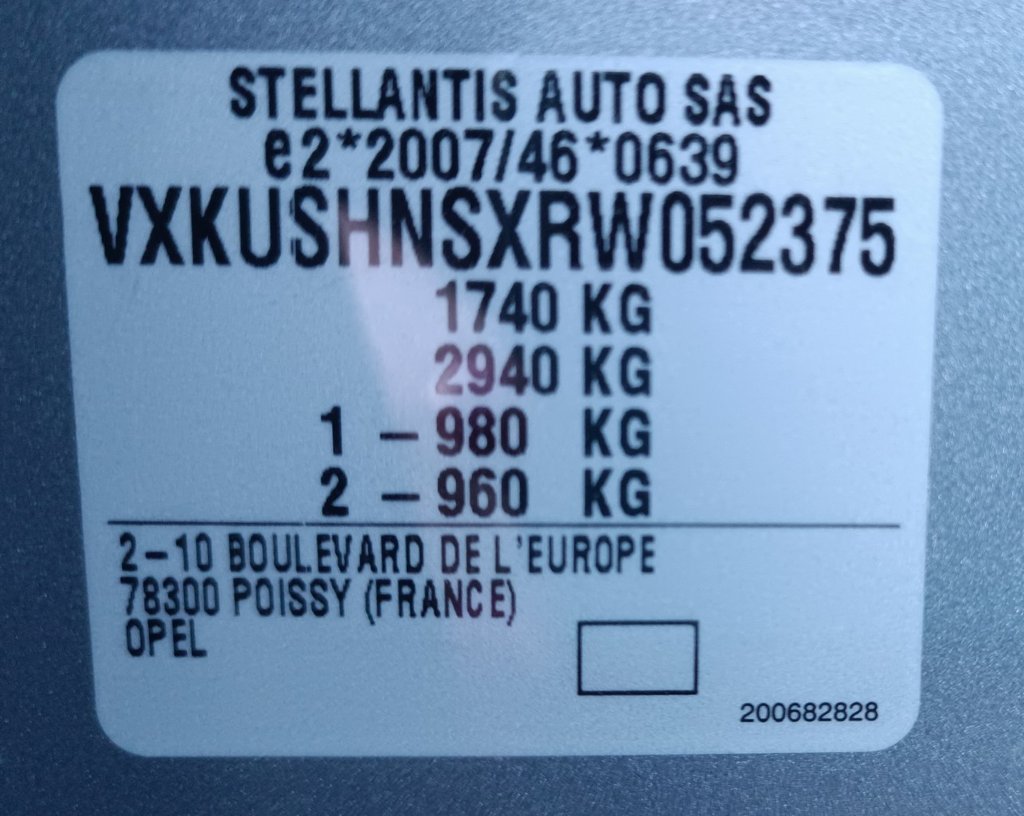 STELLANTIS AUTO SAS
e2*2007/46*0639
VXKUSHNSXRW052375
1740 KG
2940 KG
1 – 980 KG
2 – 960 KG
2–10 BOULEVARD DE L'EUROPE
78300 POISSY (FRANCE)
OPEL
200682828